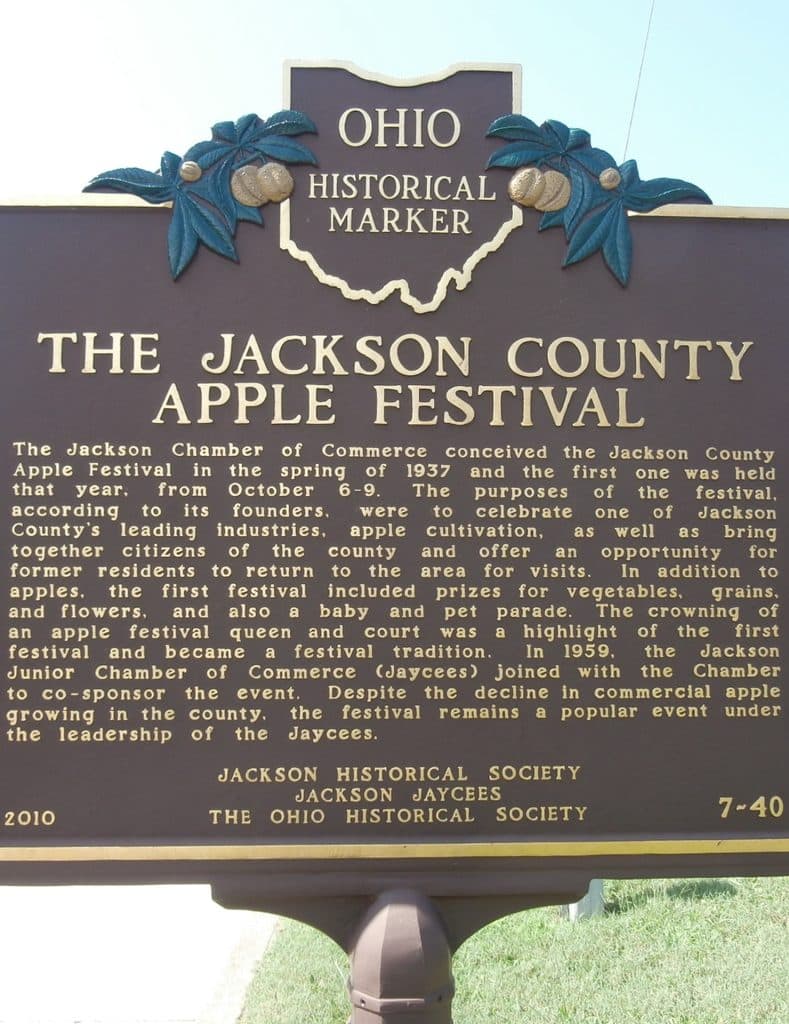 OHIO
HISTORICAL
MARKER
THE JACKSON COUNTY
APPLE FESTIVAL
The Jackson Chamber of Commerce conceived the Jackson County
Apple Festival in the spring of 1937 and the first one was held
that year, from October 6-9. The purposes of the festival,
according to its founders, were to celebrate one of Jackson
County's leading industries, apple cultivation, as well as bring
together citizens of the county and offer an opportunity for
former residents to return to the area for visits. In addition to
apples, the first festival included prizes for vegetables, grains,
and flowers, and also a baby and pet parade. The crowning of
an apple festival queen and court was a highlight of the first
festival and became a festival tradition. In 1959, the Jackson
Junior Chamber of Commerce (Jaycees) joined with the Chamber
to co-sponsor the event. Despite the decline in commercial apple
growing in the county, the festival remains a popular event under
the leadership of the Jaycees.
JACKSON HISTORICAL SOCIETY
JACKSON JAYCEES
THE OHIO HISTORICAL SOCIETY
2010
7-40